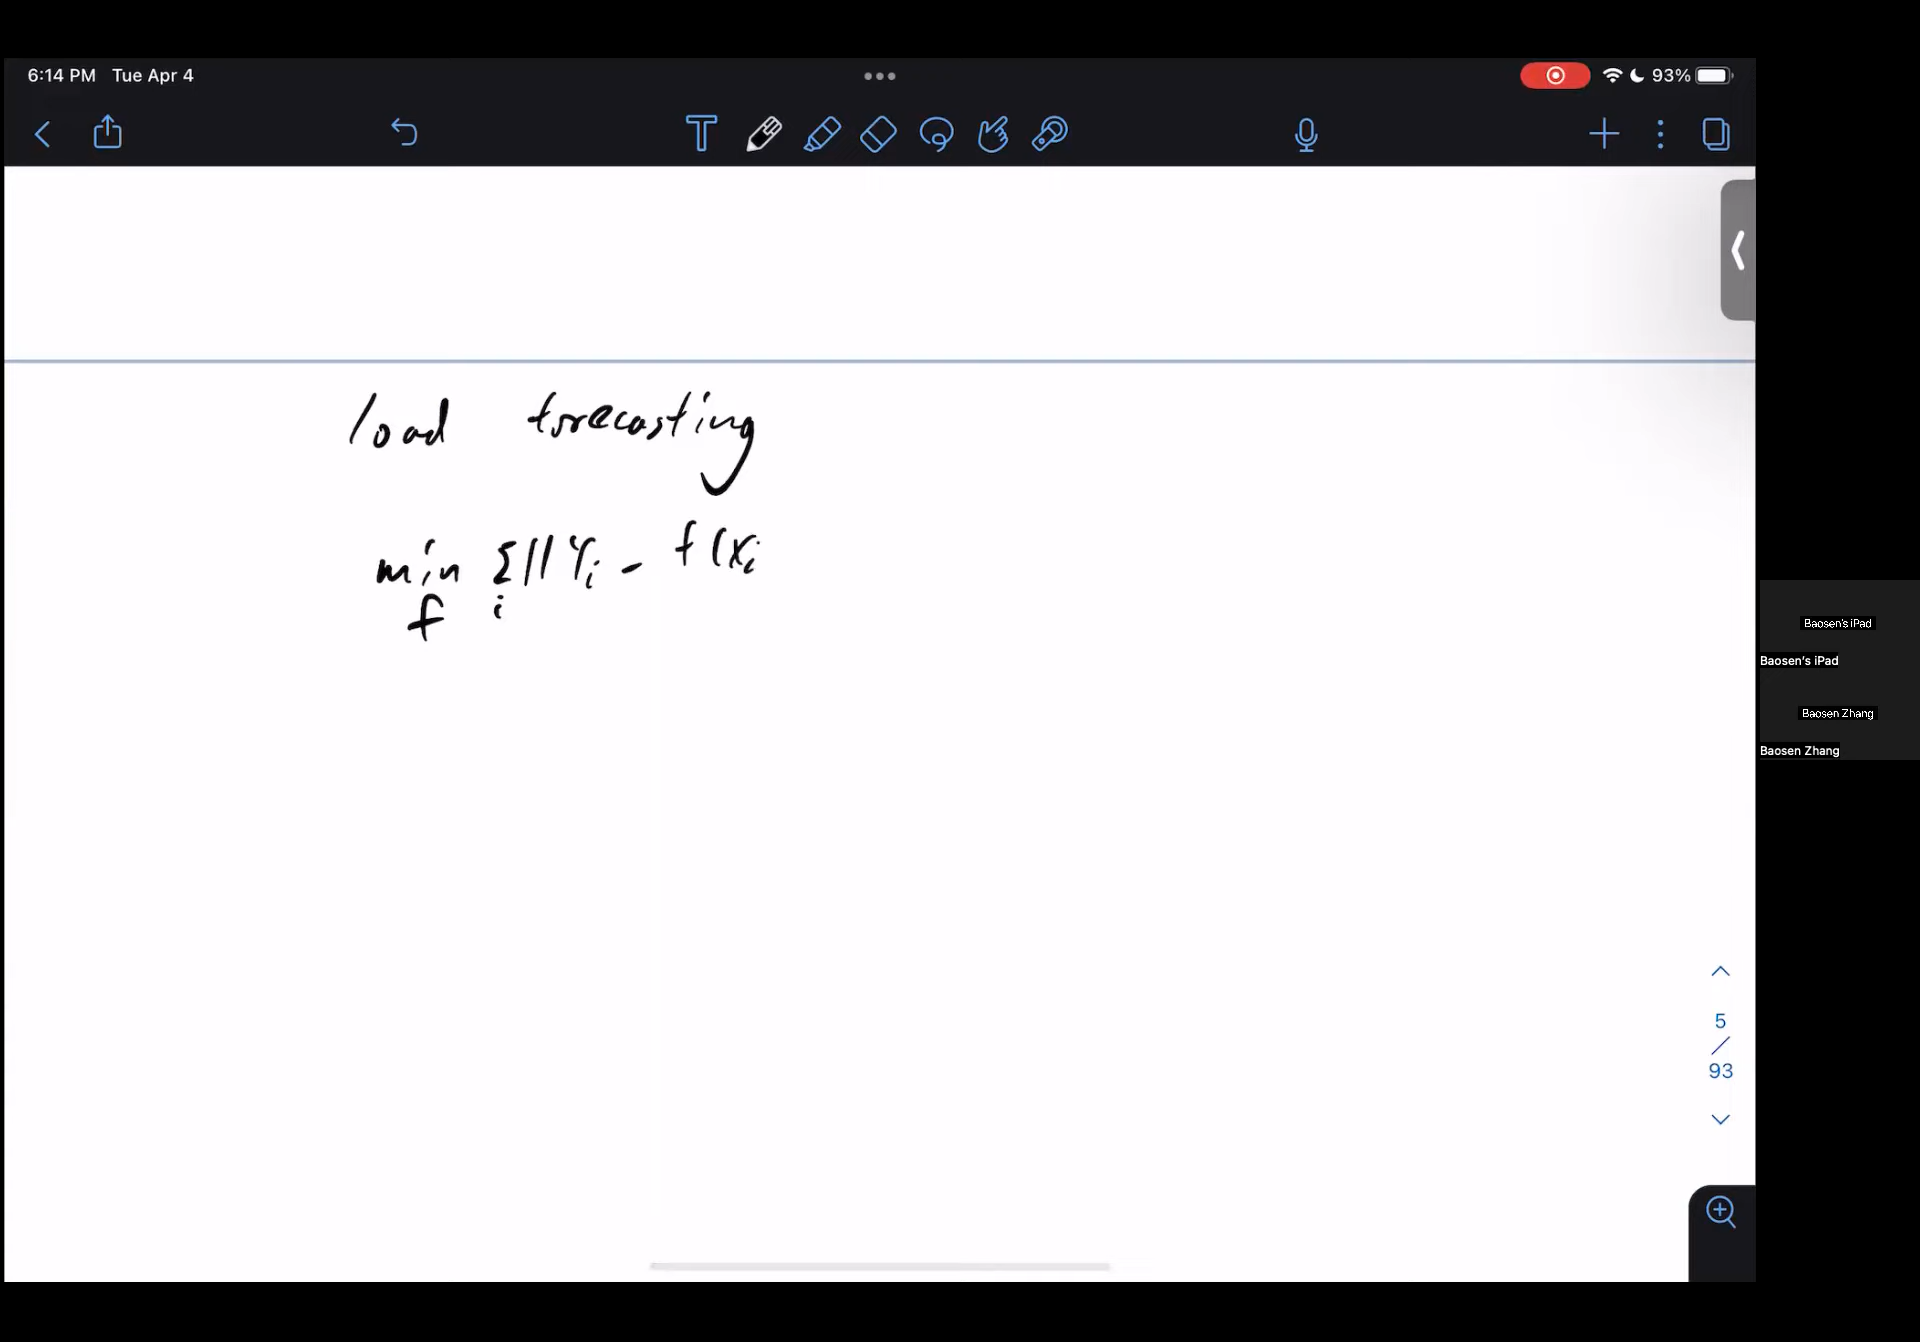 6:14 PM Tue Apr 4
93%
load forecasting
min Σ || Yi - f(xi
f i
Baosen's iPad
Baosen's iPad
Baosen Zhang
Baosen Zhang
5
/
93